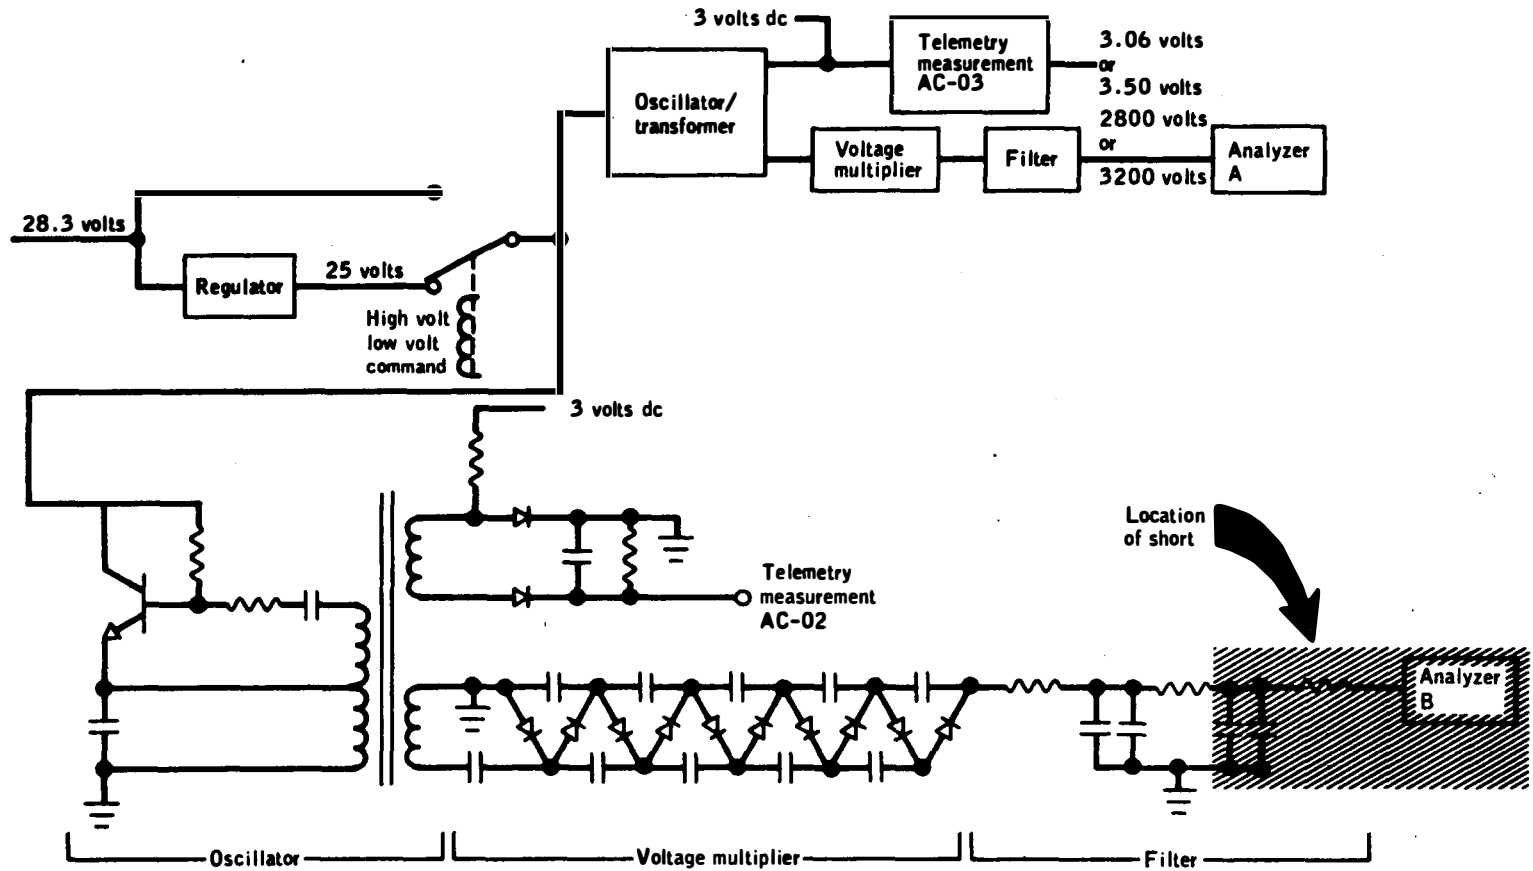 3 volts dc
Telemetry
measurement
AC-03
3.06 volts
or
3.50 volts
Oscillator/
transformer
Voltage
multiplier
Filter
2800 volts
or
3200 volts
Analyzer
A
28.3 volts
Regulator
25 volts
High volt
low volt
command
3 volts dc
Telemetry
measurement
AC-02
Location
of short
Analyzer
B
Oscillator
Voltage multiplier
Filter